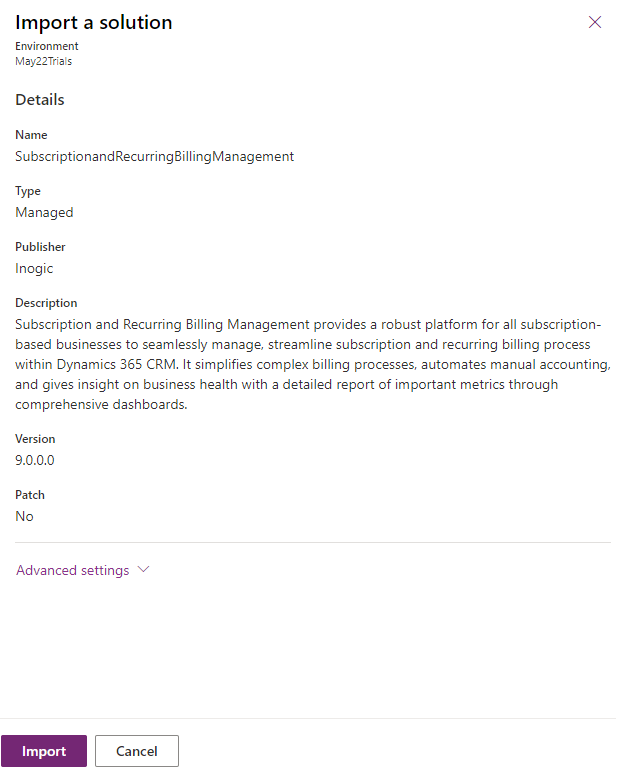 Import a solution
Environment
May22Trials
Details
Name
SubscriptionandRecurringBillingManagement
Type
Managed
Publisher
Inogic
Description
Subscription and Recurring Billing Management provides a robust platform for all subscription-
based businesses to seamlessly manage, streamline subscription and recurring billing process
within Dynamics 365 CRM. It simplifies complex billing processes, automates manual accounting,
and gives insight on business health with a detailed report of important metrics through
comprehensive dashboards.
Version
9.0.0.0
Patch
No
Advanced settings
Import
Cancel